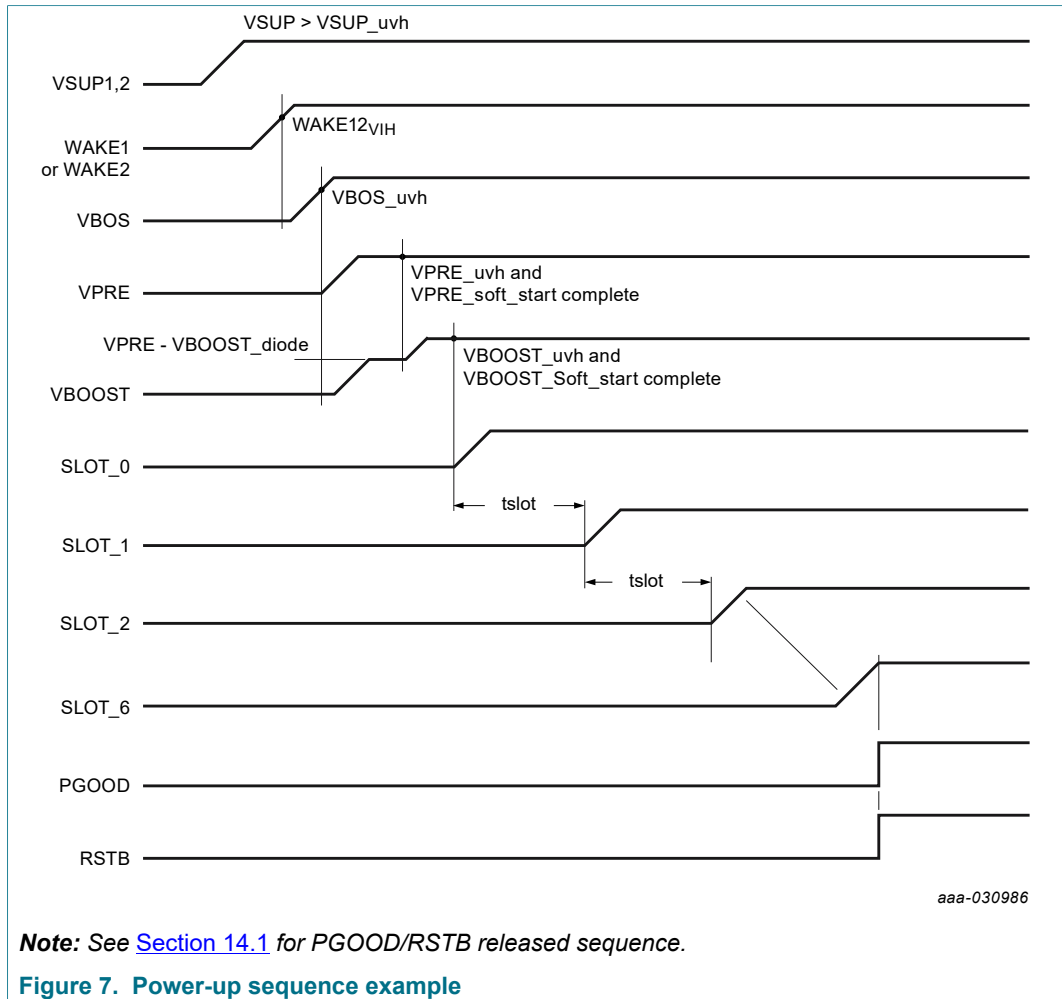 VSUP > VSUP_uvh
VSUP1,2
WAKE12VIH
WAKE1
or WAKE2
VBOS_uvh
VBOS
VPRE_uvh and
VPRE_soft_start complete
VPRE
VPRE - VBOOST_diode
VBOOST_uvh and
VBOOST_Soft_start complete
VBOOST
SLOT_0
tslot
SLOT_1
tslot
SLOT_2
SLOT_6
PGOOD
RSTB
aaa-030986
Note: See Section 14.1 for PGOOD/RSTB released sequence.
Figure 7. Power-up sequence example